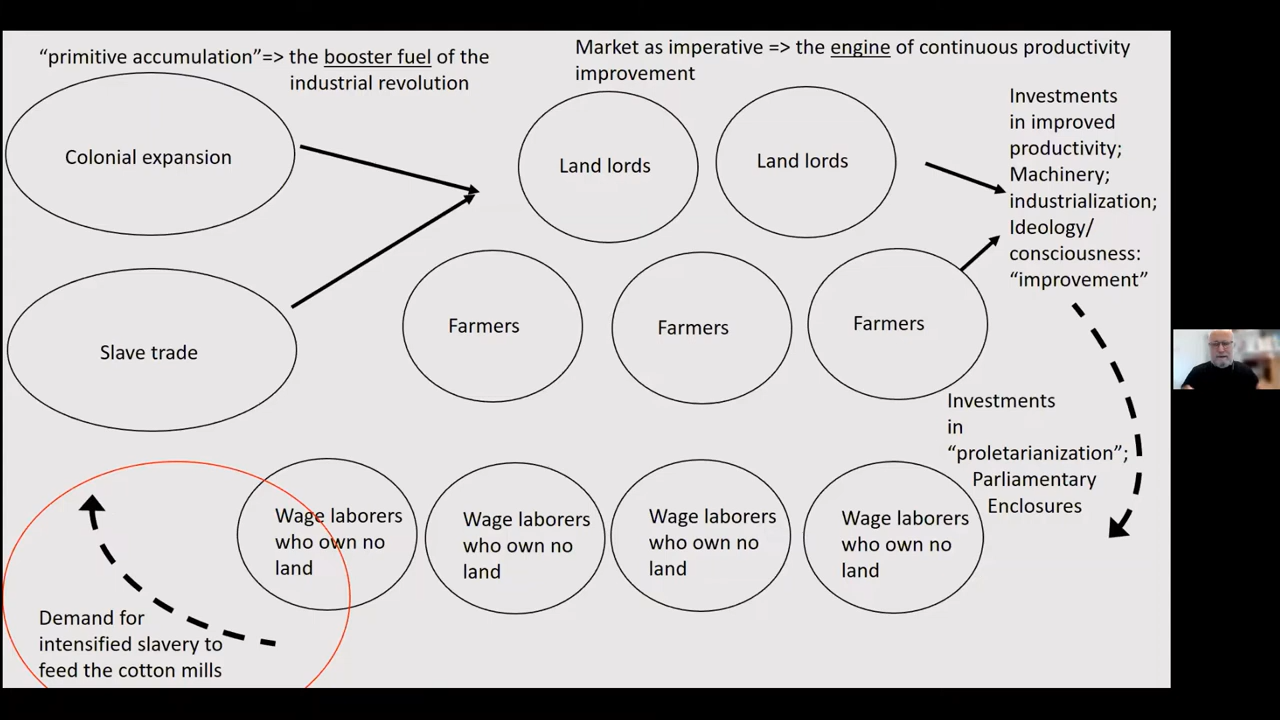 “primitive accumulation”=> the booster fuel of the
industrial revolution
Market as imperative => the engine of continuous productivity
improvement
Colonial expansion
Land lords
Land lords
Investments
in improved
productivity;
Machinery;
industrialization;
Ideology/
consciousness:
“improvement”
Slave trade
Farmers
Farmers
Farmers
Investments
in
“proletarianization”;
Parliamentary
Enclosures
Wage laborers
who own no
land
Wage laborers
who own no
land
Wage laborers
who own no
land
Wage laborers
who own no
land
Demand for
intensified slavery to
feed the cotton mills